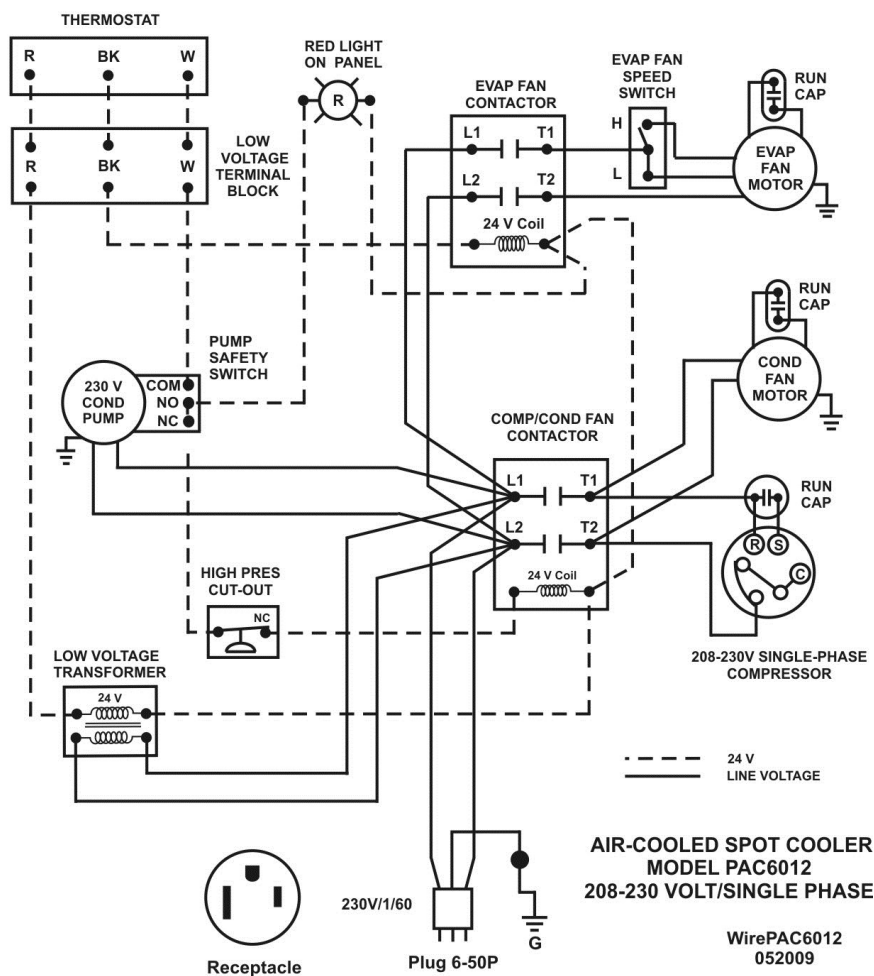 THERMOSTAT
R
BK
W
R
BK
W
LOW
VOLTAGE
TERMINAL
BLOCK
RED LIGHT
ON PANEL
R
EVAP FAN
CONTACTOR
L1
T1
L2
T2
24 V Coil
EVAP FAN
SPEED
SWITCH
H
L
RUN
CAP
EVAP
FAN
MOTOR
RUN
CAP
COND
FAN
MOTOR
PUMP
SAFETY
SWITCH
230 V
COND
PUMP
COM
NO
NC
COMP/COND FAN
CONTACTOR
L1
T1
L2
T2
24 V Coil
RUN
CAP
R
S
C
208-230V SINGLE-PHASE
COMPRESSOR
HIGH PRES
CUT-OUT
NC
LOW VOLTAGE
TRANSFORMER
24 V
24 V
LINE VOLTAGE
AIR-COOLED SPOT COOLER
MODEL PAC6012
208-230 VOLT/SINGLE PHASE
230V/1/60
G
Plug 6-50P
Receptacle
WirePAC6012
052009